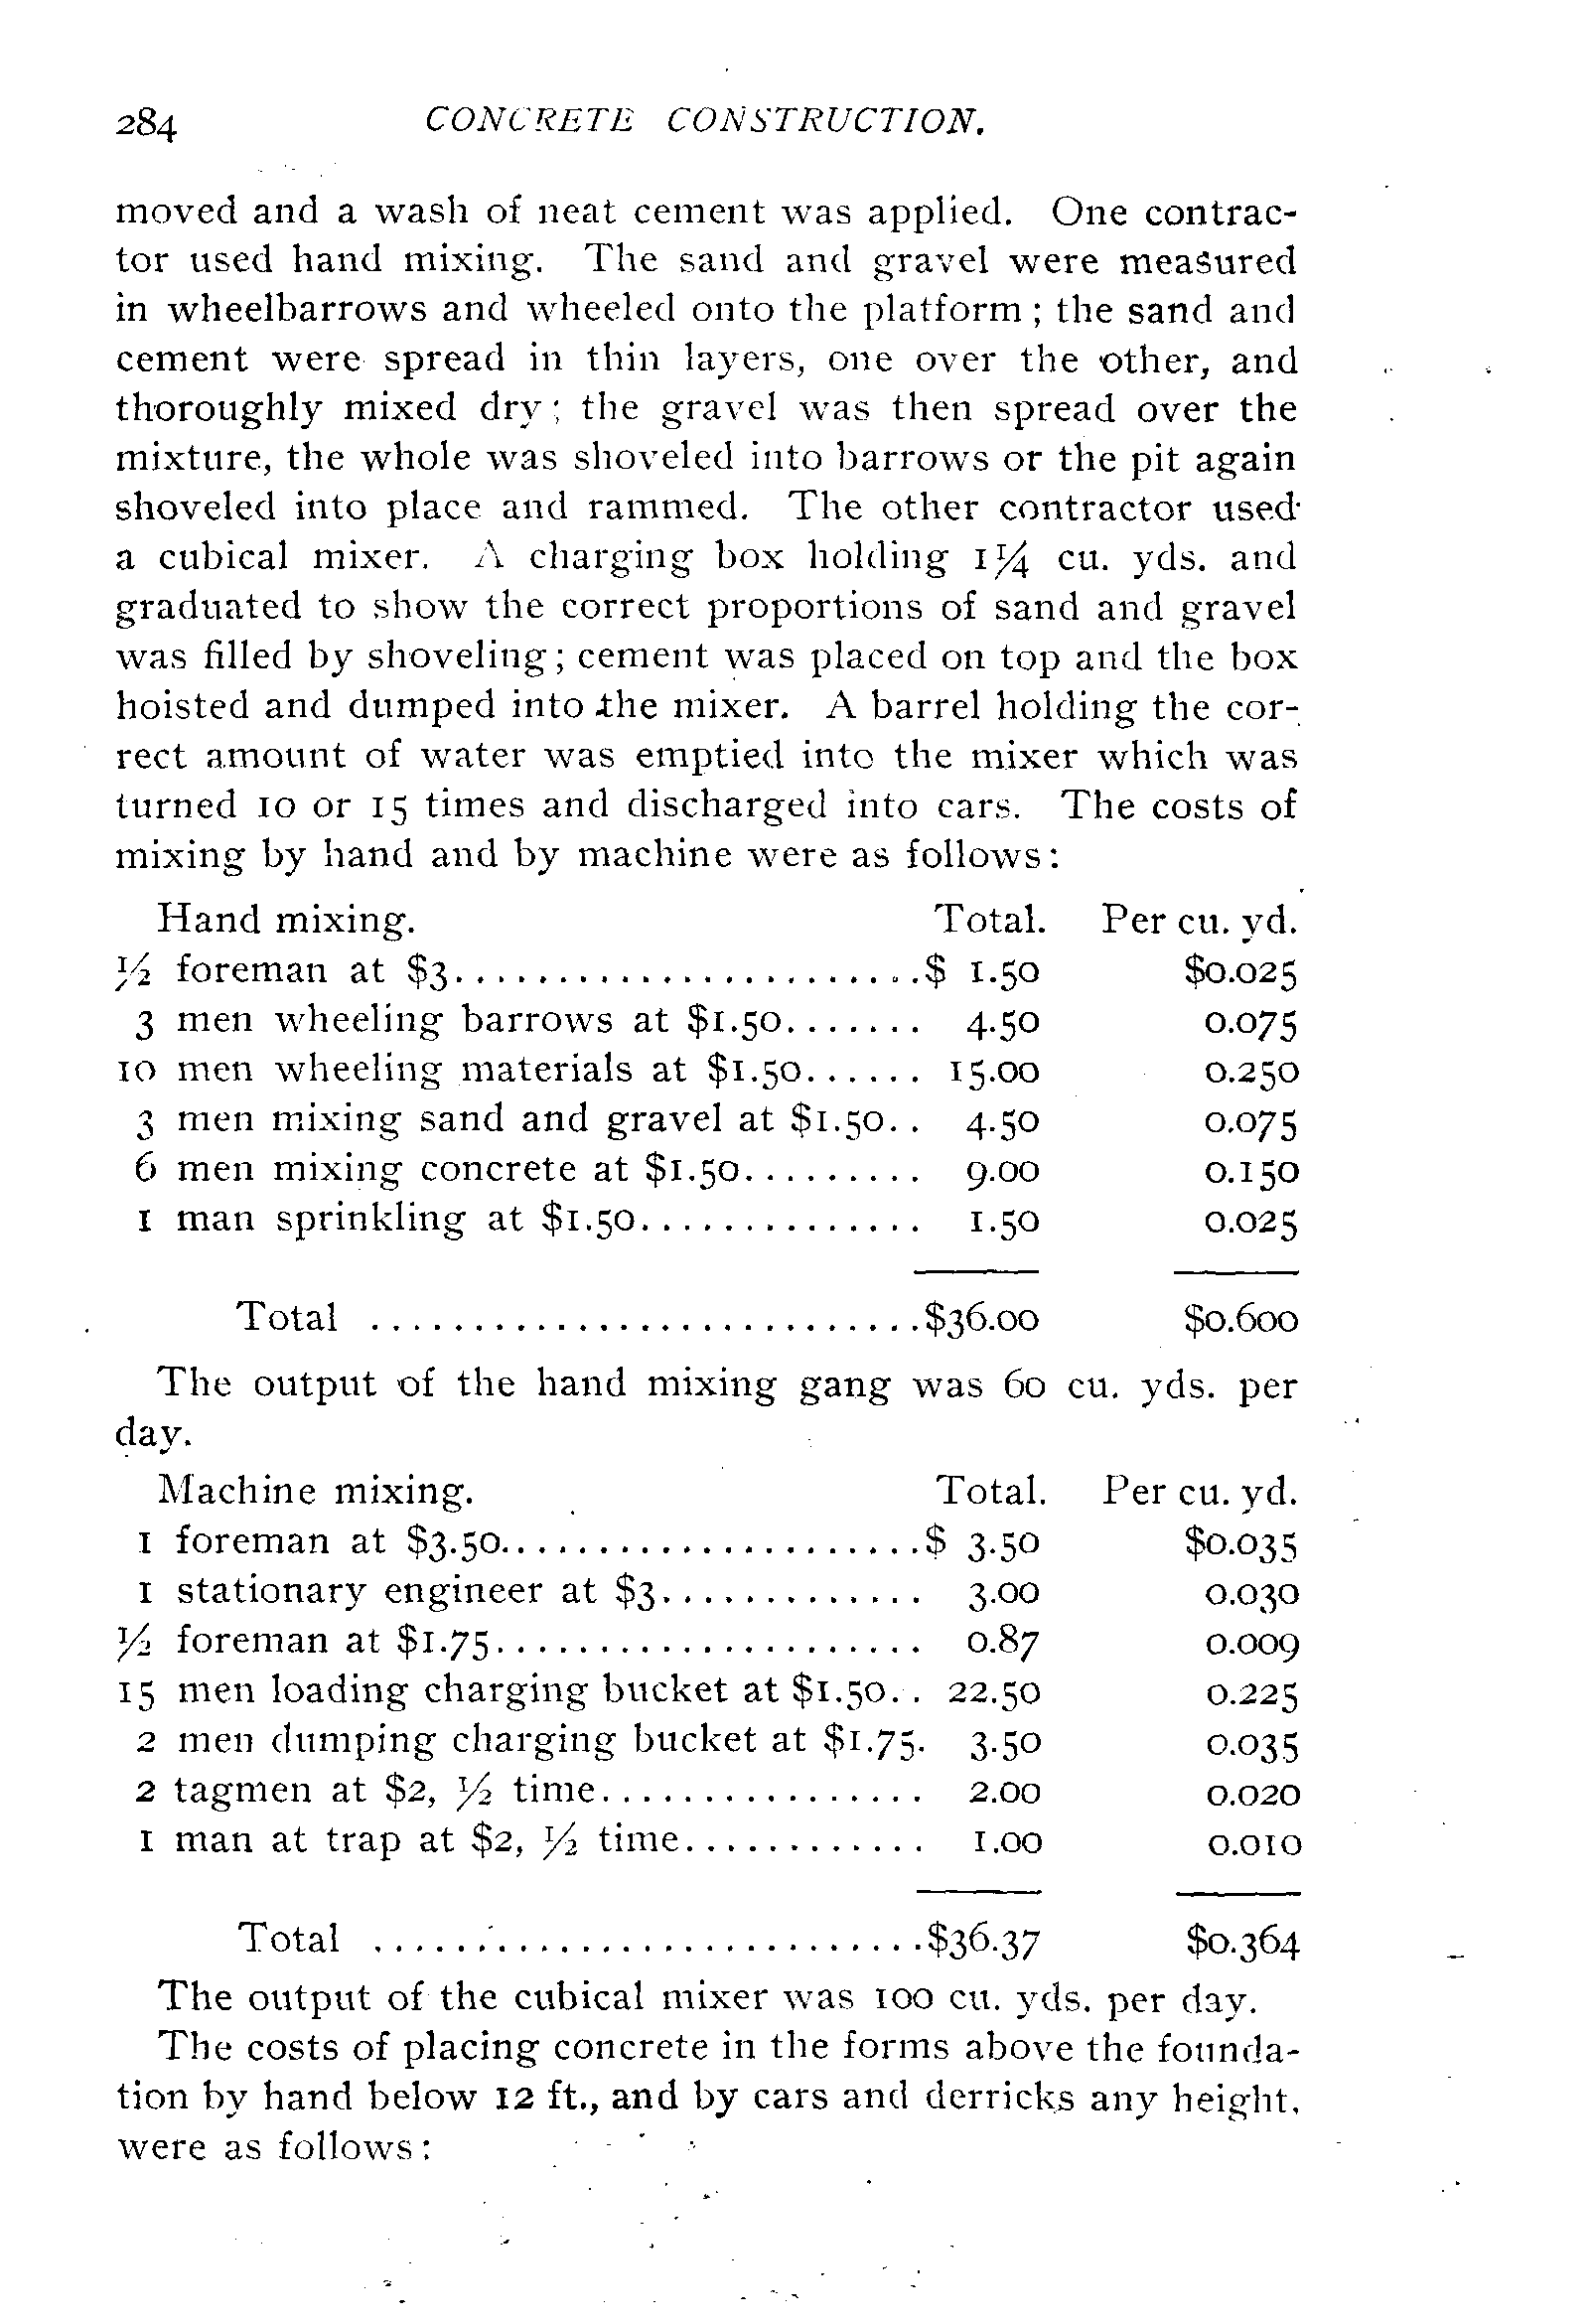 284 CONCRETE CONSTRUCTION.
moved and a wash of neat cement was applied. One contrac-
tor used hand mixing. The sand and gravel were measured
in wheelbarrows and wheeled onto the platform; the sand and
cement were spread in thin layers, one over the other, and
thoroughly mixed dry; the gravel was then spread over the
mixture, the whole was shoveled into barrows or the pit again
shoveled into place and rammed. The other contractor used
a cubical mixer. A charging box holding 1¼ cu. yds. and
graduated to show the correct proportions of sand and gravel
was filled by shoveling; cement was placed on top and the box
hoisted and dumped into the mixer. A barrel holding the cor-
rect amount of water was emptied into the mixer which was
turned 10 or 15 times and discharged into cars. The costs of
mixing by hand and by machine were as follows:
Hand mixing. Total. Per cu. yd.
½ foreman at $3.......................$ 1.50 $0.025
3 men wheeling barrows at $1.50....... 4.50 0.075
10 men wheeling materials at $1.50...... 15.00 0.250
3 men mixing sand and gravel at $1.50.. 4.50 0.075
6 men mixing concrete at $1.50......... 9.00 0.150
1 man sprinkling at $1.50.............. 1.50 0.025
Total ...........................$36.00 $0.600
The output of the hand mixing gang was 60 cu. yds. per
day.
Machine mixing. Total. Per cu. yd.
1 foreman at $3.50.....................$ 3.50 $0.035
1 stationary engineer at $3............. 3.00 0.030
½ foreman at $1.75..................... 0.87 0.009
15 men loading charging bucket at $1.50.. 22.50 0.225
2 men dumping charging bucket at $1.75. 3.50 0.035
2 tagmen at $2, ½ time................ 2.00 0.020
1 man at trap at $2, ½ time............ 1.00 0.010
Total ...........................$36.37 $0.364
The output of the cubical mixer was 100 cu. yds. per day.
The costs of placing concrete in the forms above the founda-
tion by hand below 12 ft., and by cars and derricks any height,
were as follows: